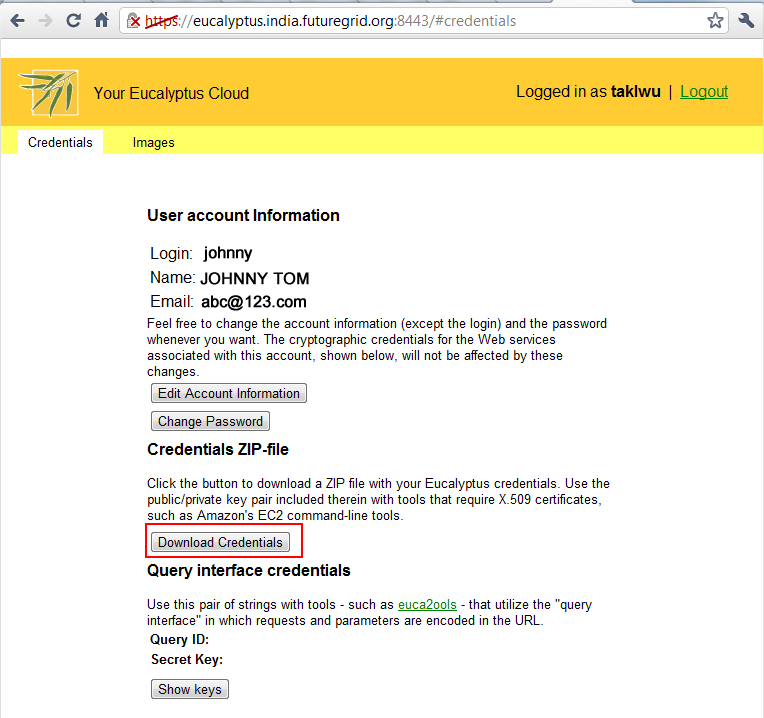 https://eucalyptus.india.futuregrid.org:8443/#credentials
Your Eucalyptus Cloud
Logged in as taklwu | Logout
Credentials Images
User account Information
Login: johnny
Name: JOHNNY TOM
Email: abc@123.com
Feel free to change the account information (except the login) and the password
whenever you want. The cryptographic credentials for the Web services
associated with this account, shown below, will not be affected by these
changes.
Edit Account Information
Change Password
Credentials ZIP-file
Click the button to download a ZIP file with your Eucalyptus credentials. Use the
public/private key pair included therein with tools that require X.509 certificates,
such as Amazon's EC2 command-line tools.
Download Credentials
Query interface credentials
Use this pair of strings with tools - such as euca2ools - that utilize the "query
interface" in which requests and parameters are encoded in the URL.
Query ID:
Secret Key:
Show keys